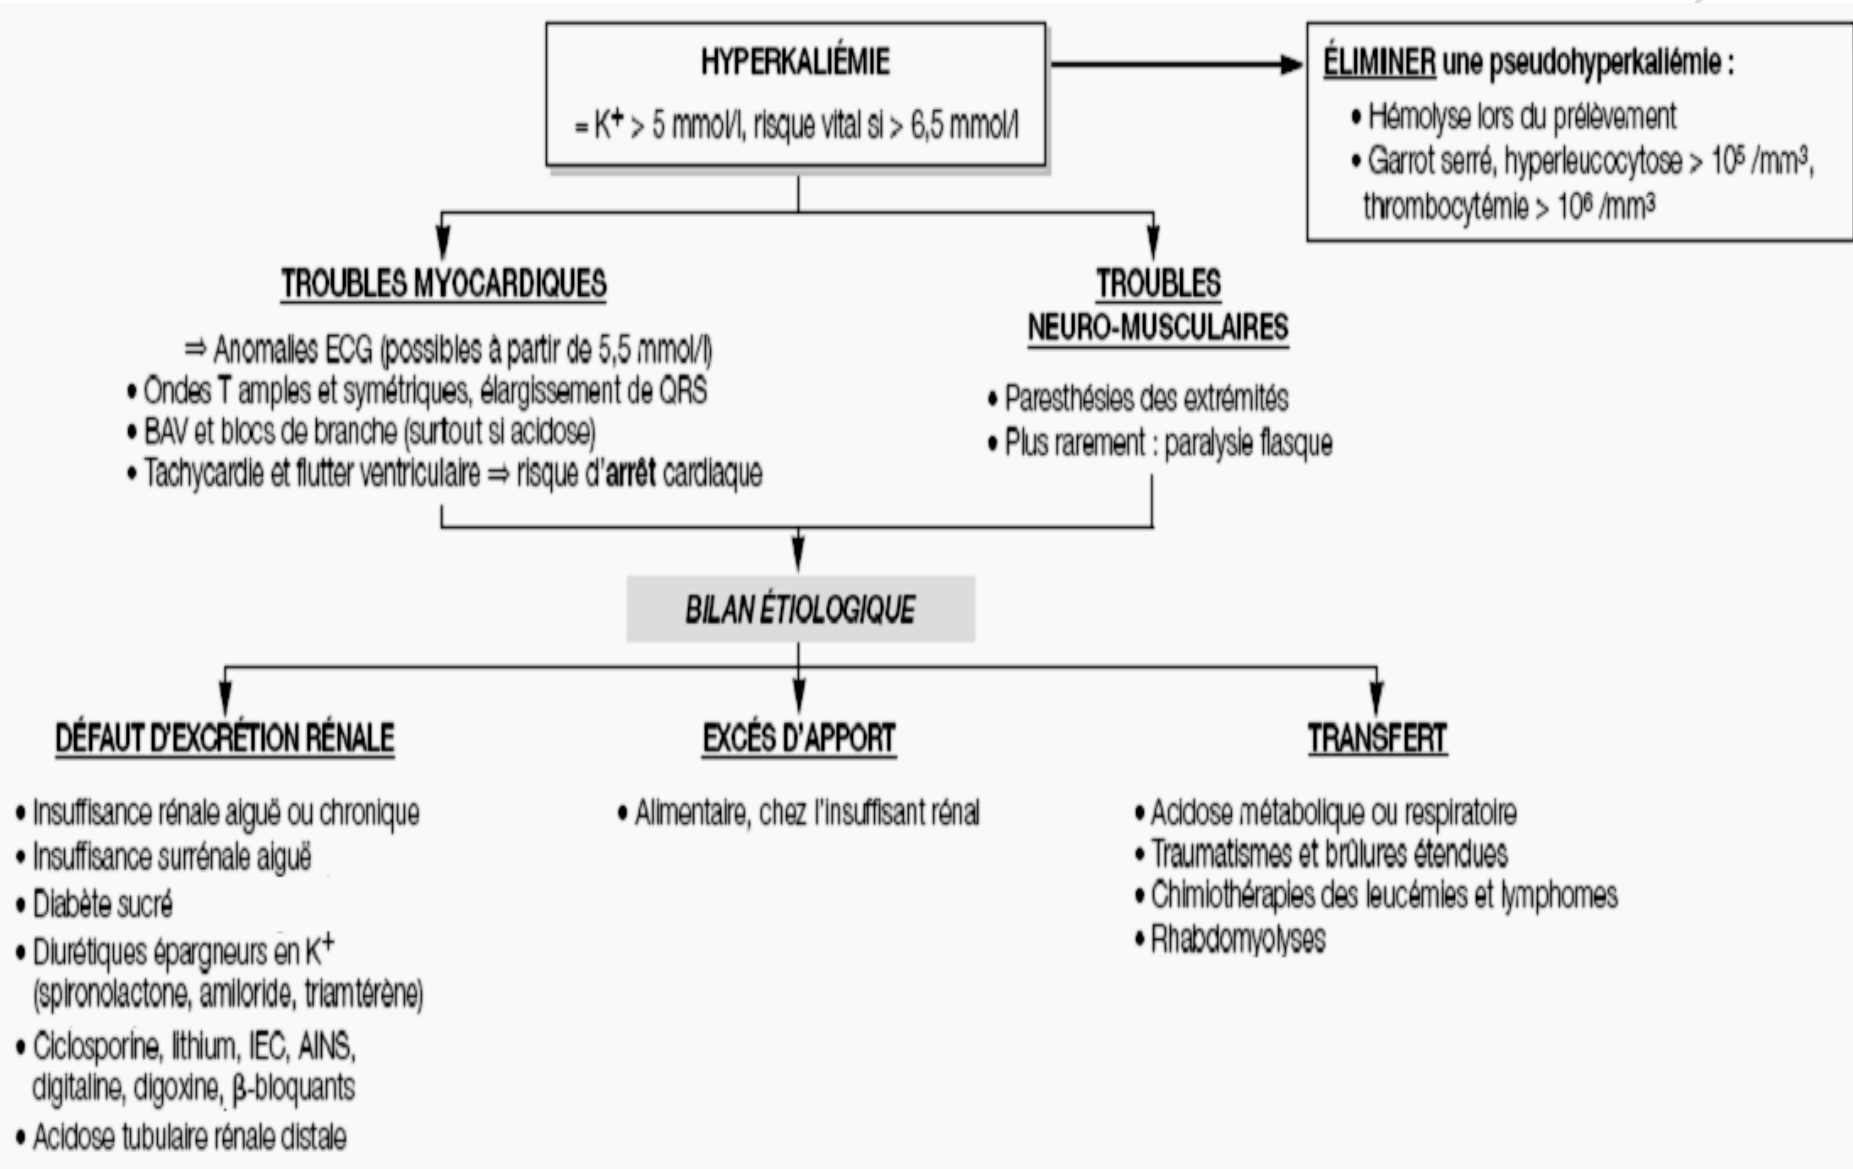 HYPERKALIÉMIE
= K+ > 5 mmol/l, risque vital si > 6,5 mmol/l
ÉLIMINER une pseudohyperkaliémie :
• Hémolyse lors du prélèvement
• Garrot serré, hyperleucocytose > 10⁵ /mm³,
thrombocytémie > 10⁶ /mm³
TROUBLES MYOCARDIQUES
⇒ Anomalies ECG (possibles à partir de 5,5 mmol/l)
• Ondes T amples et symétriques, élargissement de QRS
• BAV et blocs de branche (surtout si acidose)
• Tachycardie et flutter ventriculaire ⇒ risque d'arrêt cardiaque
TROUBLES
NEURO-MUSCULAIRES
• Paresthésies des extrémités
• Plus rarement : paralysie flasque
BILAN ÉTIOLOGIQUE
DÉFAUT D'EXCRÉTION RÉNALE
• Insuffisance rénale aiguë ou chronique
• Insuffisance surrénale aiguë
• Diabète sucré
• Diurétiques épargneurs en K+
(spironolactone, amiloride, triamtérène)
• Ciclosporine, lithium, IEC, AINS,
digitaline, digoxine, β-bloquants
• Acidose tubulaire rénale distale
EXCÉS D'APPORT
• Alimentaire, chez l'insuffisant rénal
TRANSFERT
• Acidose métabolique ou respiratoire
• Traumatismes et brûlures étendues
• Chimiothérapies des leucémies et lymphomes
• Rhabdomyolyses